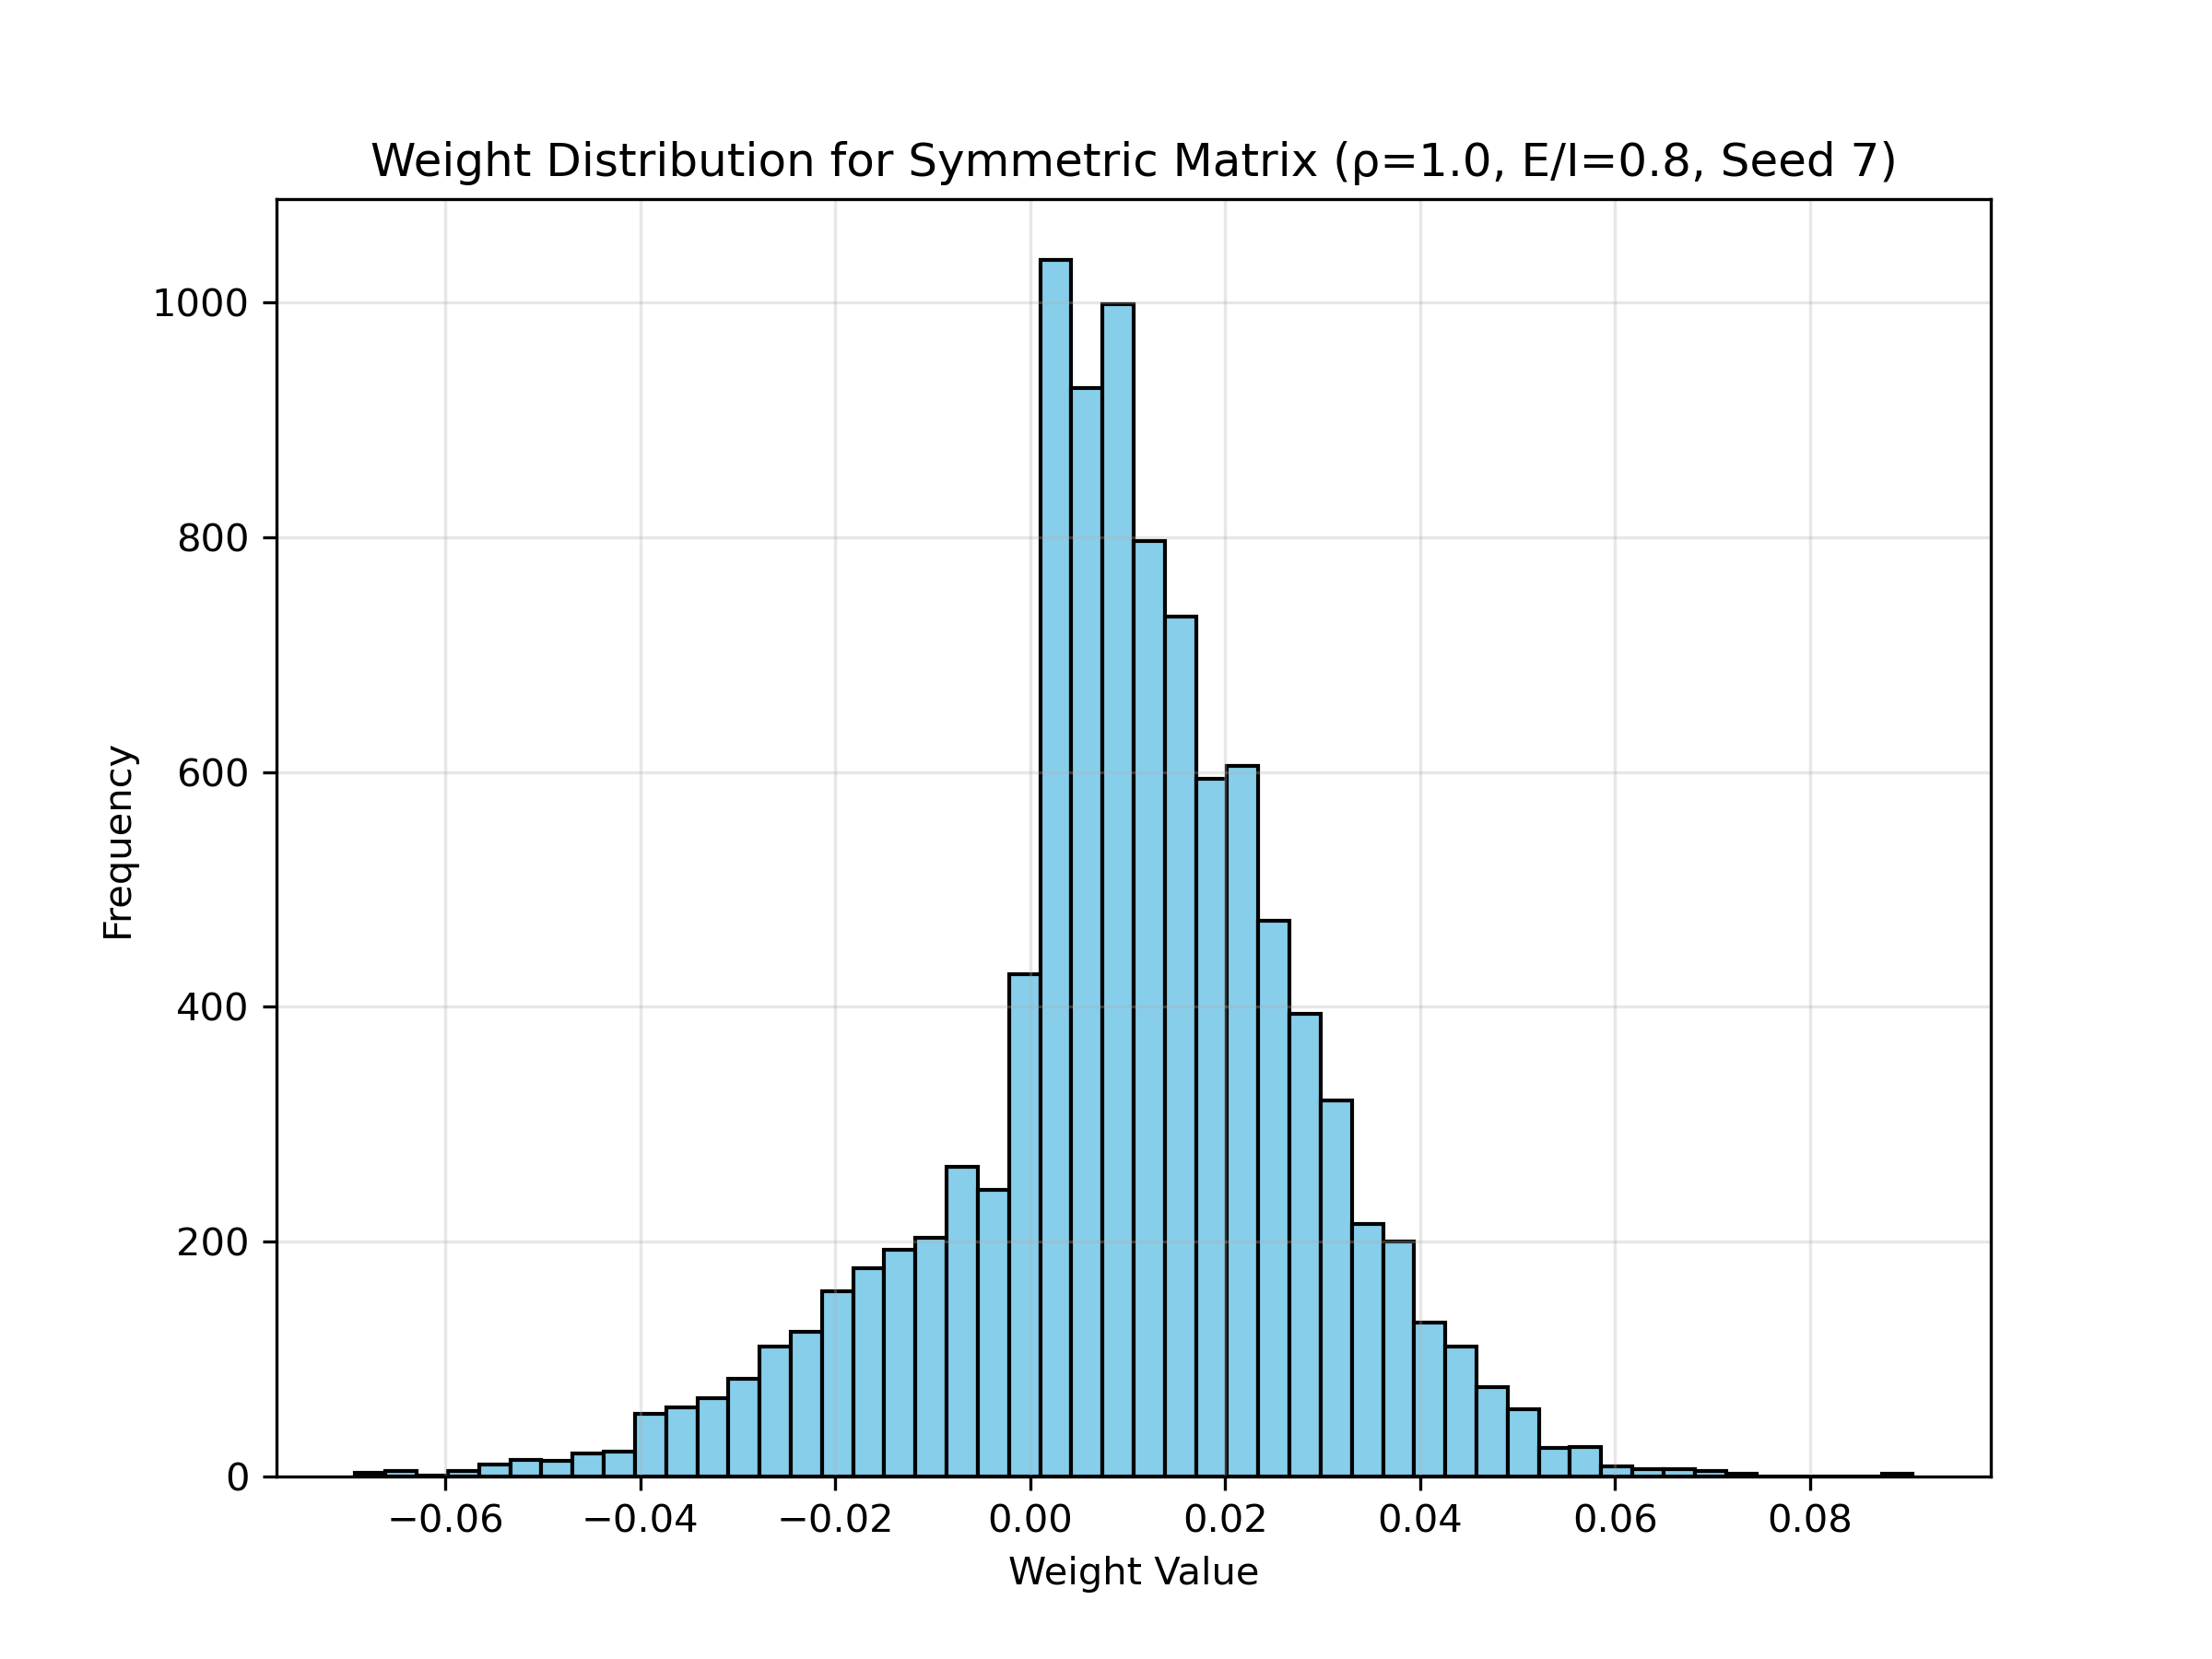 Weight Distribution for Symmetric Matrix (ρ=1.0, E/I=0.8, Seed 7)
1000
800
600
400
200
0
Frequency
−0.06 −0.04 −0.02 0.00 0.02 0.04 0.06 0.08
Weight Value